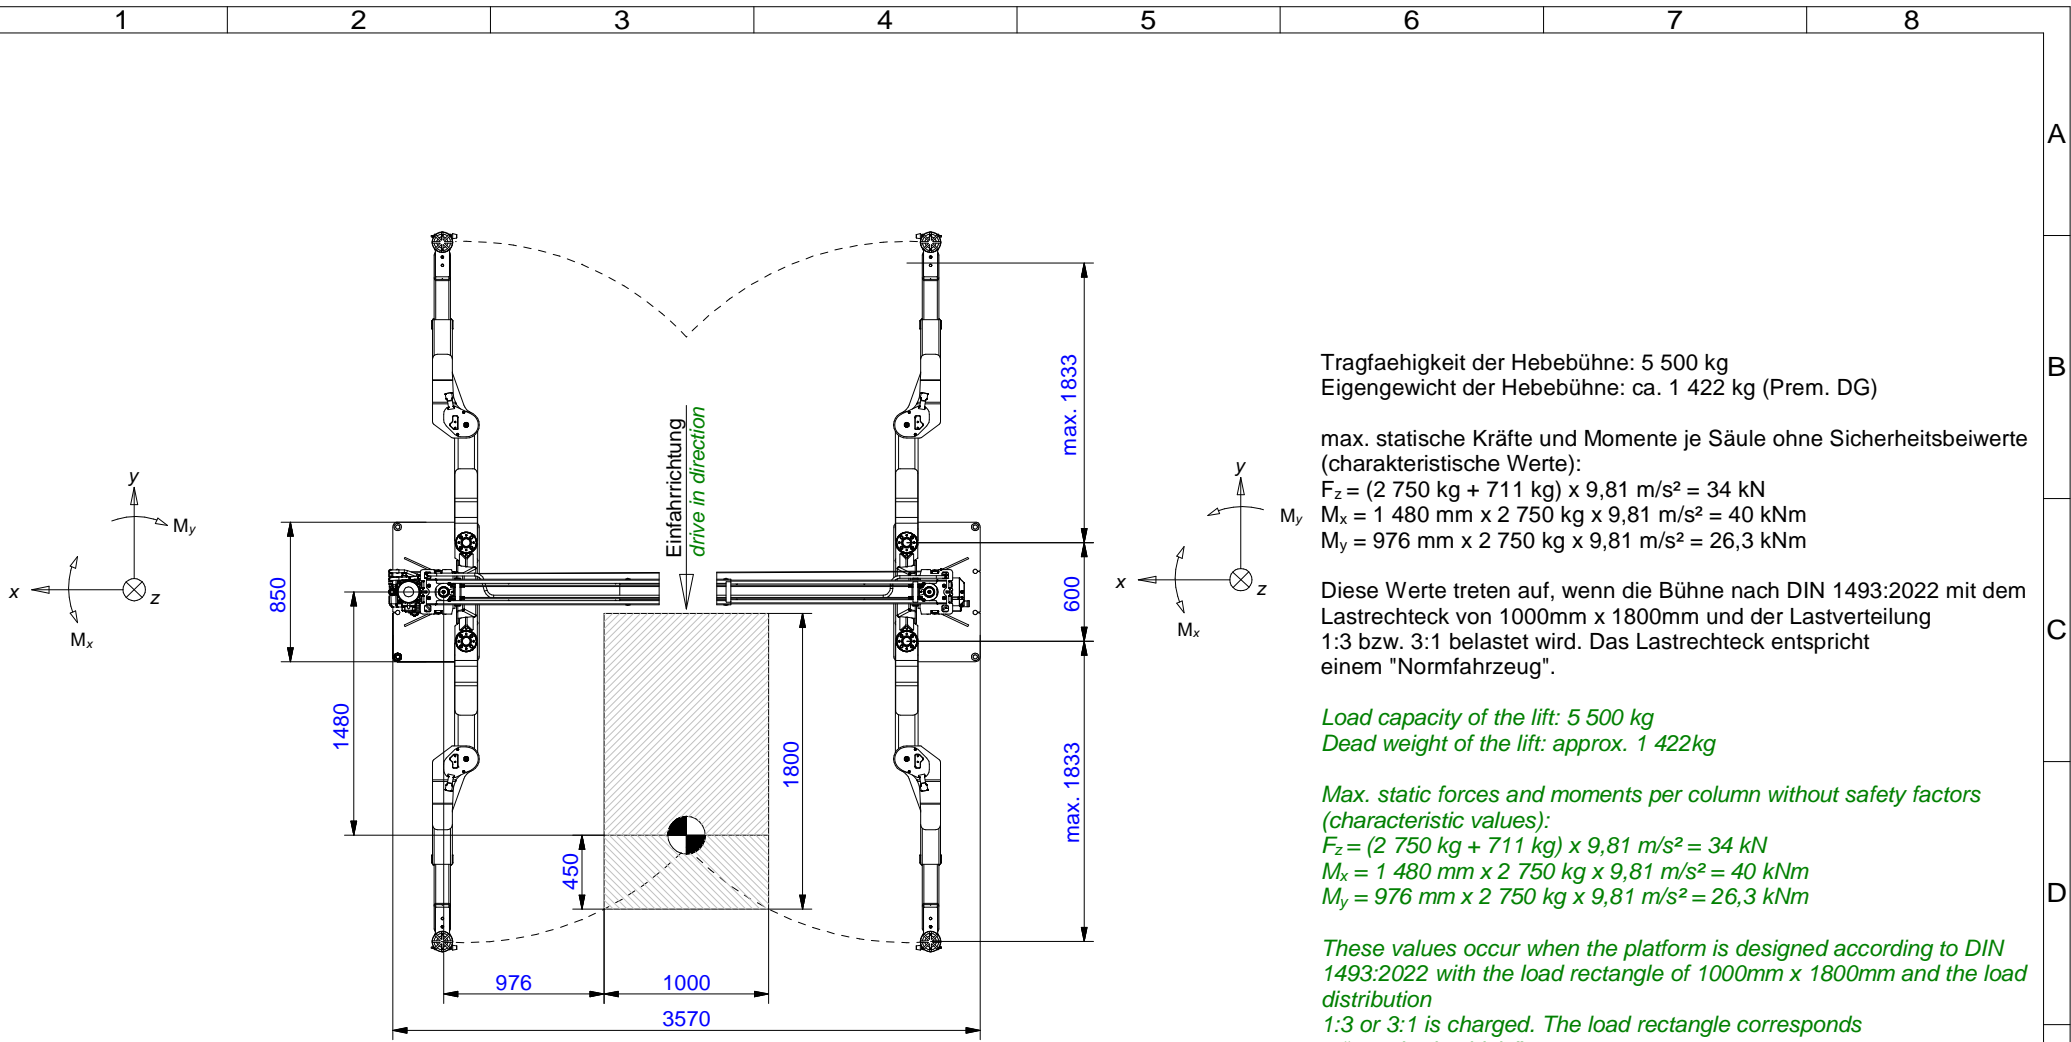 1 2 3 4 5 6 7 8
A
B
C
D
max. 1833
600
max. 1833
Einfahrrichtung
drive in direction
850
1480
450
1800
976
1000
3570
y
My
x
z
Mx
y
My
x
z
Mx
Tragfaehigkeit der Hebebühne: 5 500 kg
Eigengewicht der Hebebühne: ca. 1 422 kg (Prem. DG)
max. statische Kräfte und Momente je Säule ohne Sicherheitsbeiwerte
(charakteristische Werte):
Fz = (2 750 kg + 711 kg) x 9,81 m/s² = 34 kN
Mx = 1 480 mm x 2 750 kg x 9,81 m/s² = 40 kNm
My = 976 mm x 2 750 kg x 9,81 m/s² = 26,3 kNm
Diese Werte treten auf, wenn die Bühne nach DIN 1493:2022 mit dem
Lastrechteck von 1000mm x 1800mm und der Lastverteilung
1:3 bzw. 3:1 belastet wird. Das Lastrechteck entspricht
einem "Normfahrzeug".
Load capacity of the lift: 5 500 kg
Dead weight of the lift: approx. 1 422kg
Max. static forces and moments per column without safety factors
(characteristic values):
Fz = (2 750 kg + 711 kg) x 9,81 m/s² = 34 kN
Mx = 1 480 mm x 2 750 kg x 9,81 m/s² = 40 kNm
My = 976 mm x 2 750 kg x 9,81 m/s² = 26,3 kNm
These values occur when the platform is designed according to DIN
1493:2022 with the load rectangle of 1000mm x 1800mm and the load
distribution
1:3 or 3:1 is charged. The load rectangle corresponds